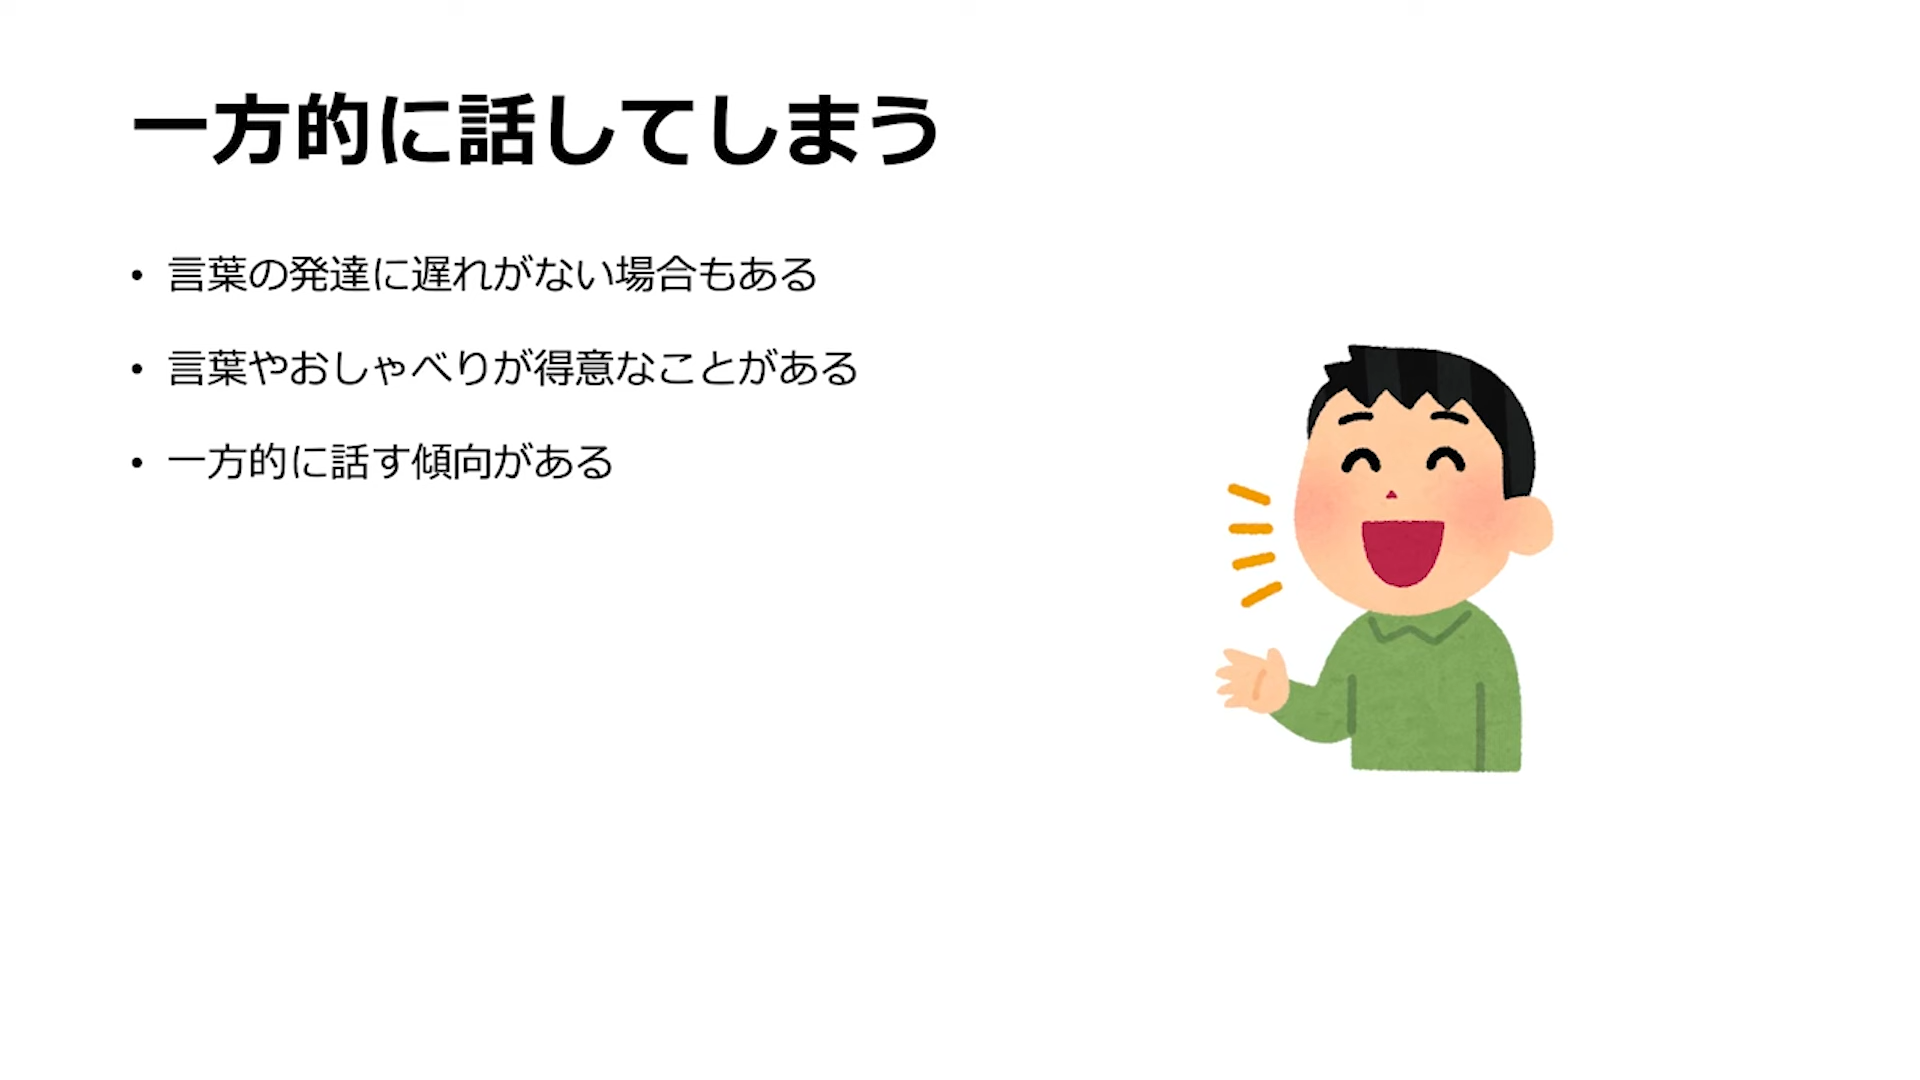 一方的に話してしまう
• 言葉の発達に遅れがない場合もある
• 言葉やおしゃべりが得意なことがある
• 一方的に話す傾向がある